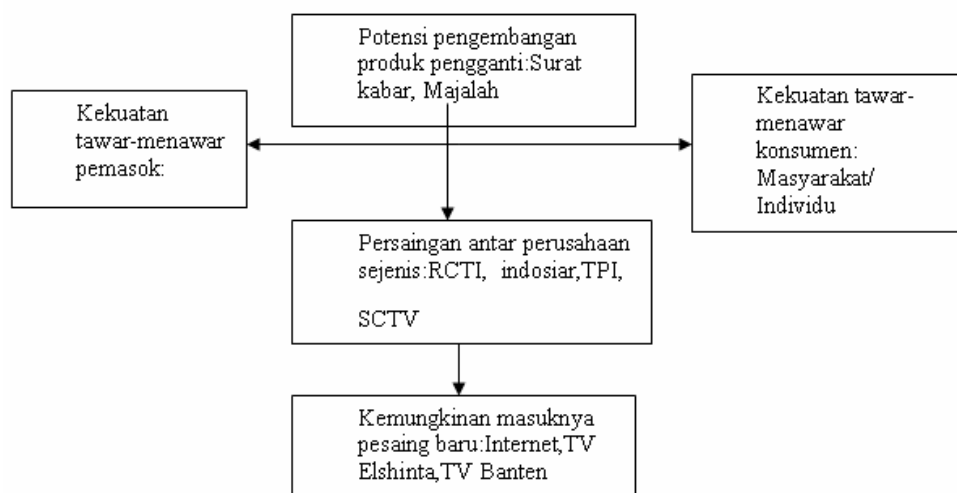 Potensi pengembangan
produk pengganti:Surat
kabar, Majalah
Kekuatan
tawar-menawar
pemasok:
Kekuatan tawar-
menawar
konsumen:
Masyarakat/
Individu
Persaingan antar perusahaan
sejenis:RCTI, indosiar,TPI,
SCTV
Kemungkinan masuknya
pesaing baru:Internet,TV
Elshinta,TV Banten